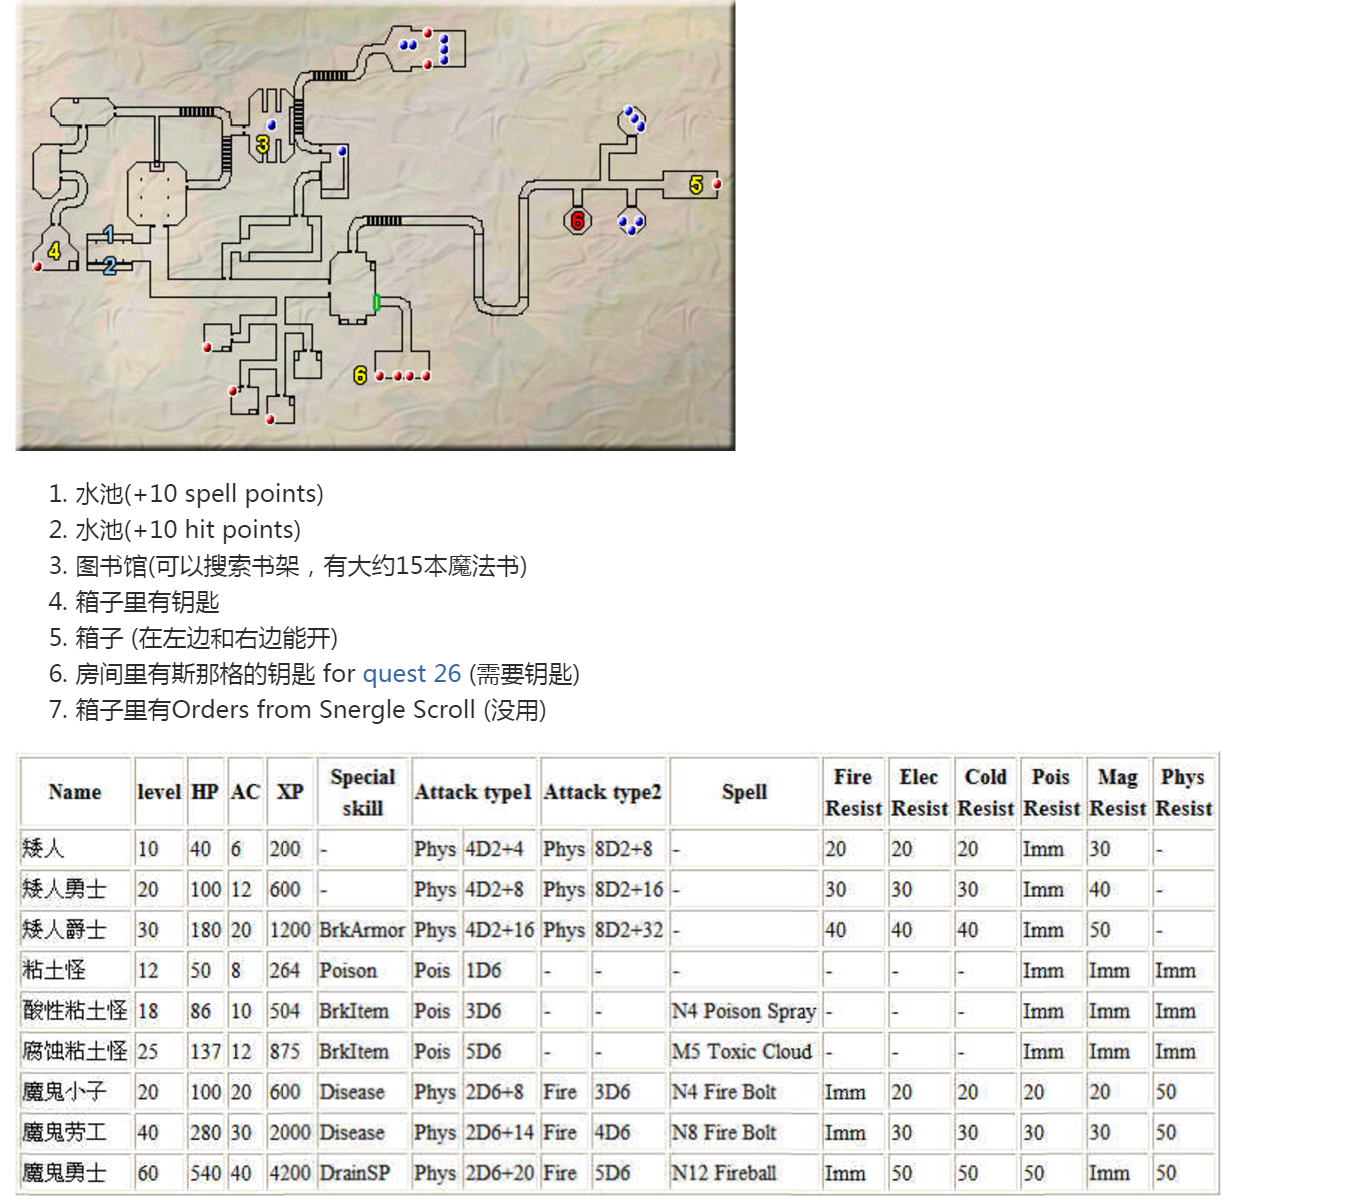 3
5
6
1
4
2
6
1. 水池(+10 spell points)
2. 水池(+10 hit points)
3. 图书馆(可以搜索书架，有大约15本魔法书)
4. 箱子里有钥匙
5. 箱子 (在左边和右边能开)
6. 房间里有斯那格的钥匙 for quest 26 (需要钥匙)
7. 箱子里有Orders from Snergle Scroll (没用)
Name level HP AC XP Special skill Attack type1 Attack type2 Spell Fire Resist Elec Resist Cold Resist Pois Resist Mag Resist Phys Resist
矮人 10 40 6 200 - Phys 4D2+4 Phys 8D2+8 - 20 20 20 Imm 30 -
矮人勇士 20 100 12 600 - Phys 4D2+8 Phys 8D2+16 - 30 30 30 Imm 40 -
矮人爵士 30 180 20 1200 BrkArmor Phys 4D2+16 Phys 8D2+32 - 40 40 40 Imm 50 -
粘土怪 12 50 8 264 Poison Pois 1D6 - - - - - - Imm Imm Imm
酸性粘土怪 18 86 10 504 BrkItem Pois 3D6 - - N4 Poison Spray - - - Imm Imm Imm
腐蚀粘土怪 25 137 12 875 BrkItem Pois 5D6 - - M5 Toxic Cloud - - - Imm Imm Imm
魔鬼小子 20 100 20 600 Disease Phys 2D6+8 Fire 3D6 N4 Fire Bolt Imm 20 20 20 20 50
魔鬼劳工 40 280 30 2000 Disease Phys 2D6+14 Fire 4D6 N8 Fire Bolt Imm 30 30 30 30 50
魔鬼勇士 60 540 40 4200 DrainSP Phys 2D6+20 Fire 5D6 N12 Fireball Imm 50 50 50 Imm 50